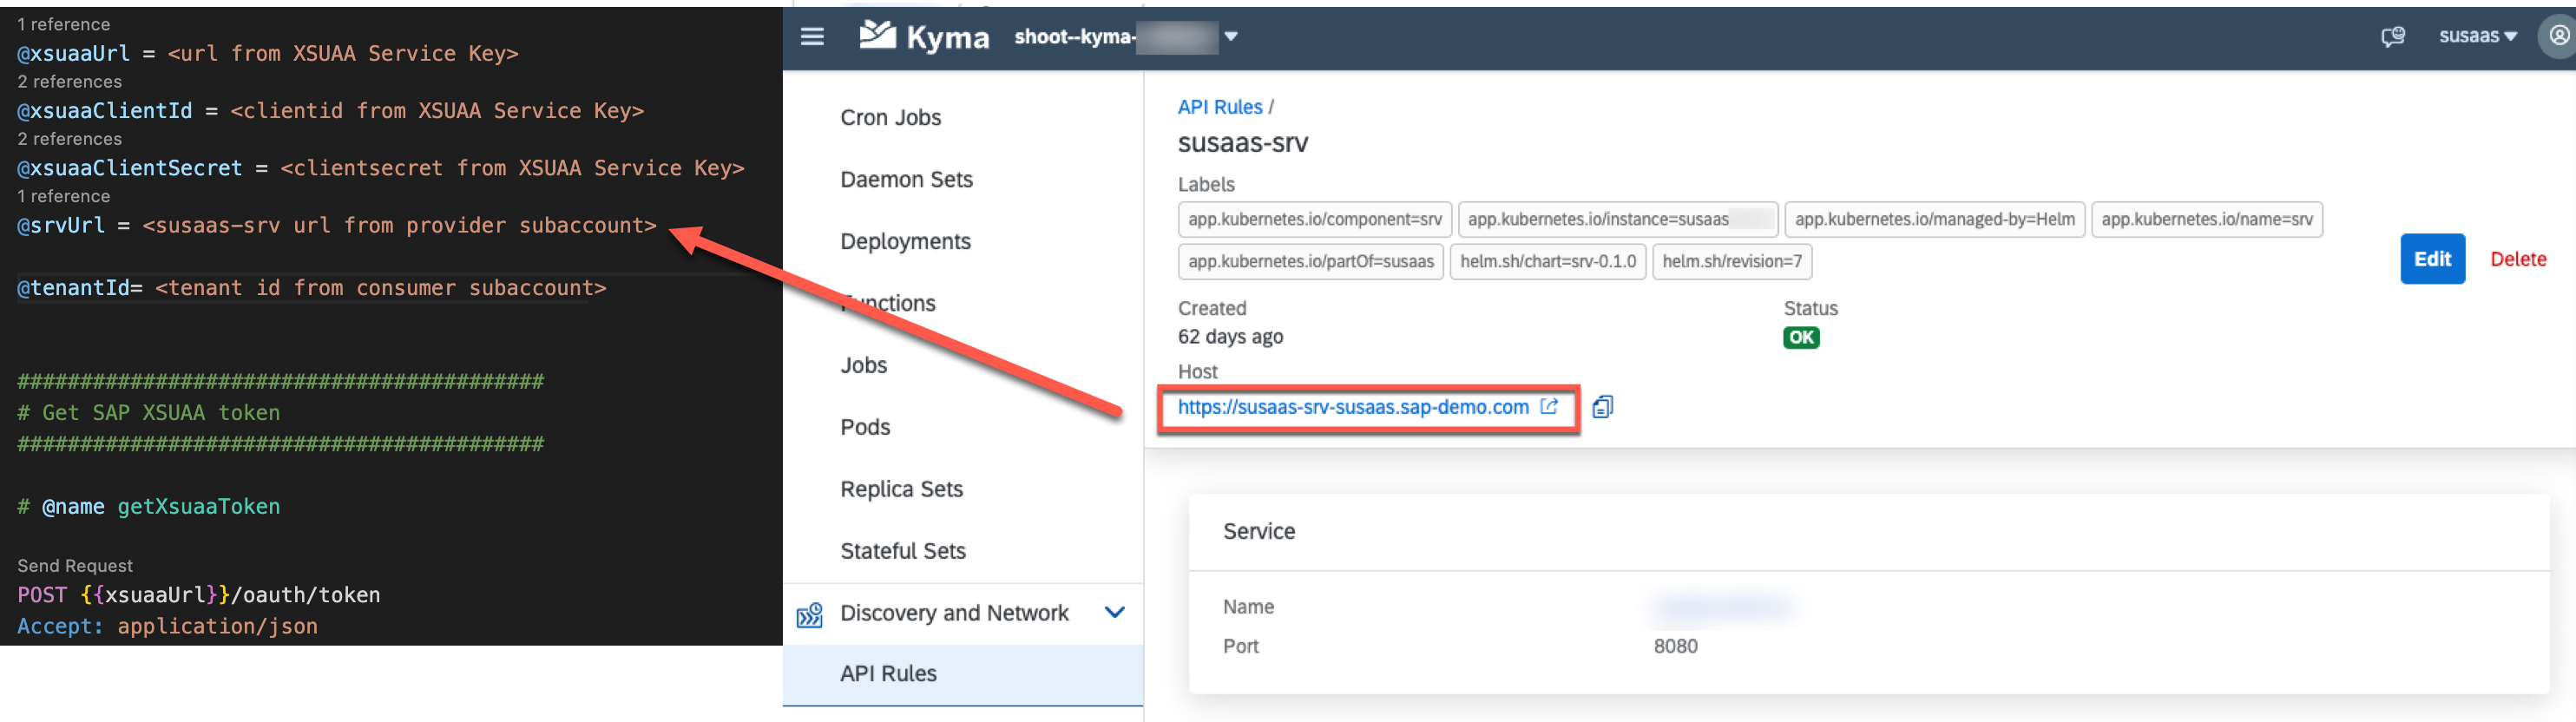 1 reference
@xsuaaUrl = <url from XSUAA Service Key>
2 references
@xsuaaClientId = <clientid from XSUAA Service Key>
2 references
@xsuaaClientSecret = <clientsecret from XSUAA Service Key>
1 reference
@srvUrl = <susaas-srv url from provider subaccount>
@tenantId= <tenant id from consumer subaccount>
##########################################
# Get SAP XSUAA token
##########################################
# @name getXsuaaToken
Send Request
POST {{xsuaaUrl}}/oauth/token
Accept: application/json
Kyma shoot--kyma-
susaas
Cron Jobs
Daemon Sets
Deployments
Functions
Jobs
Pods
Replica Sets
Stateful Sets
Discovery and Network
API Rules
API Rules /
susaas-srv
Labels
app.kubernetes.io/component=srv app.kubernetes.io/instance=susaas app.kubernetes.io/managed-by=Helm app.kubernetes.io/name=srv
app.kubernetes.io/partOf=susaas helm.sh/chart=srv-0.1.0 helm.sh/revision=7
Edit Delete
Created Status
62 days ago OK
Host
https://susaas-srv-susaas.sap-demo.com
Service
Name
Port 8080